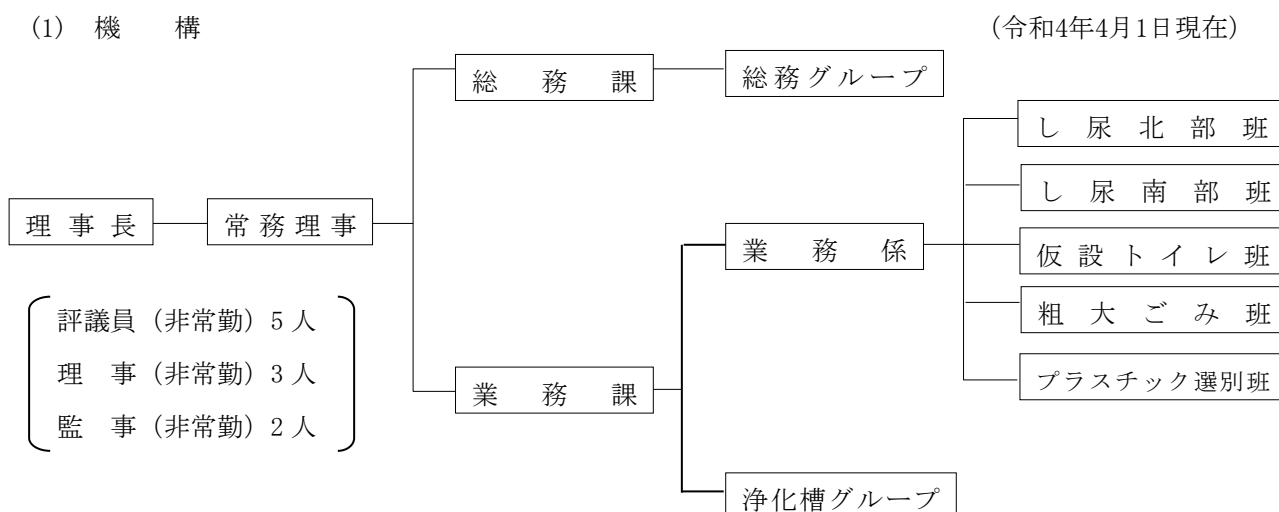 (1) 機 構
(令和4年4月1日現在)
総務課
総務グループ
し尿北部班
し尿南部班
理事長
常務理事
業務係
仮設トイレ班
粗大ごみ班
評議員(非常勤)5人
理 事(非常勤)3人
監 事(非常勤)2人
業務課
プラスチック選別班
浄化槽グループ